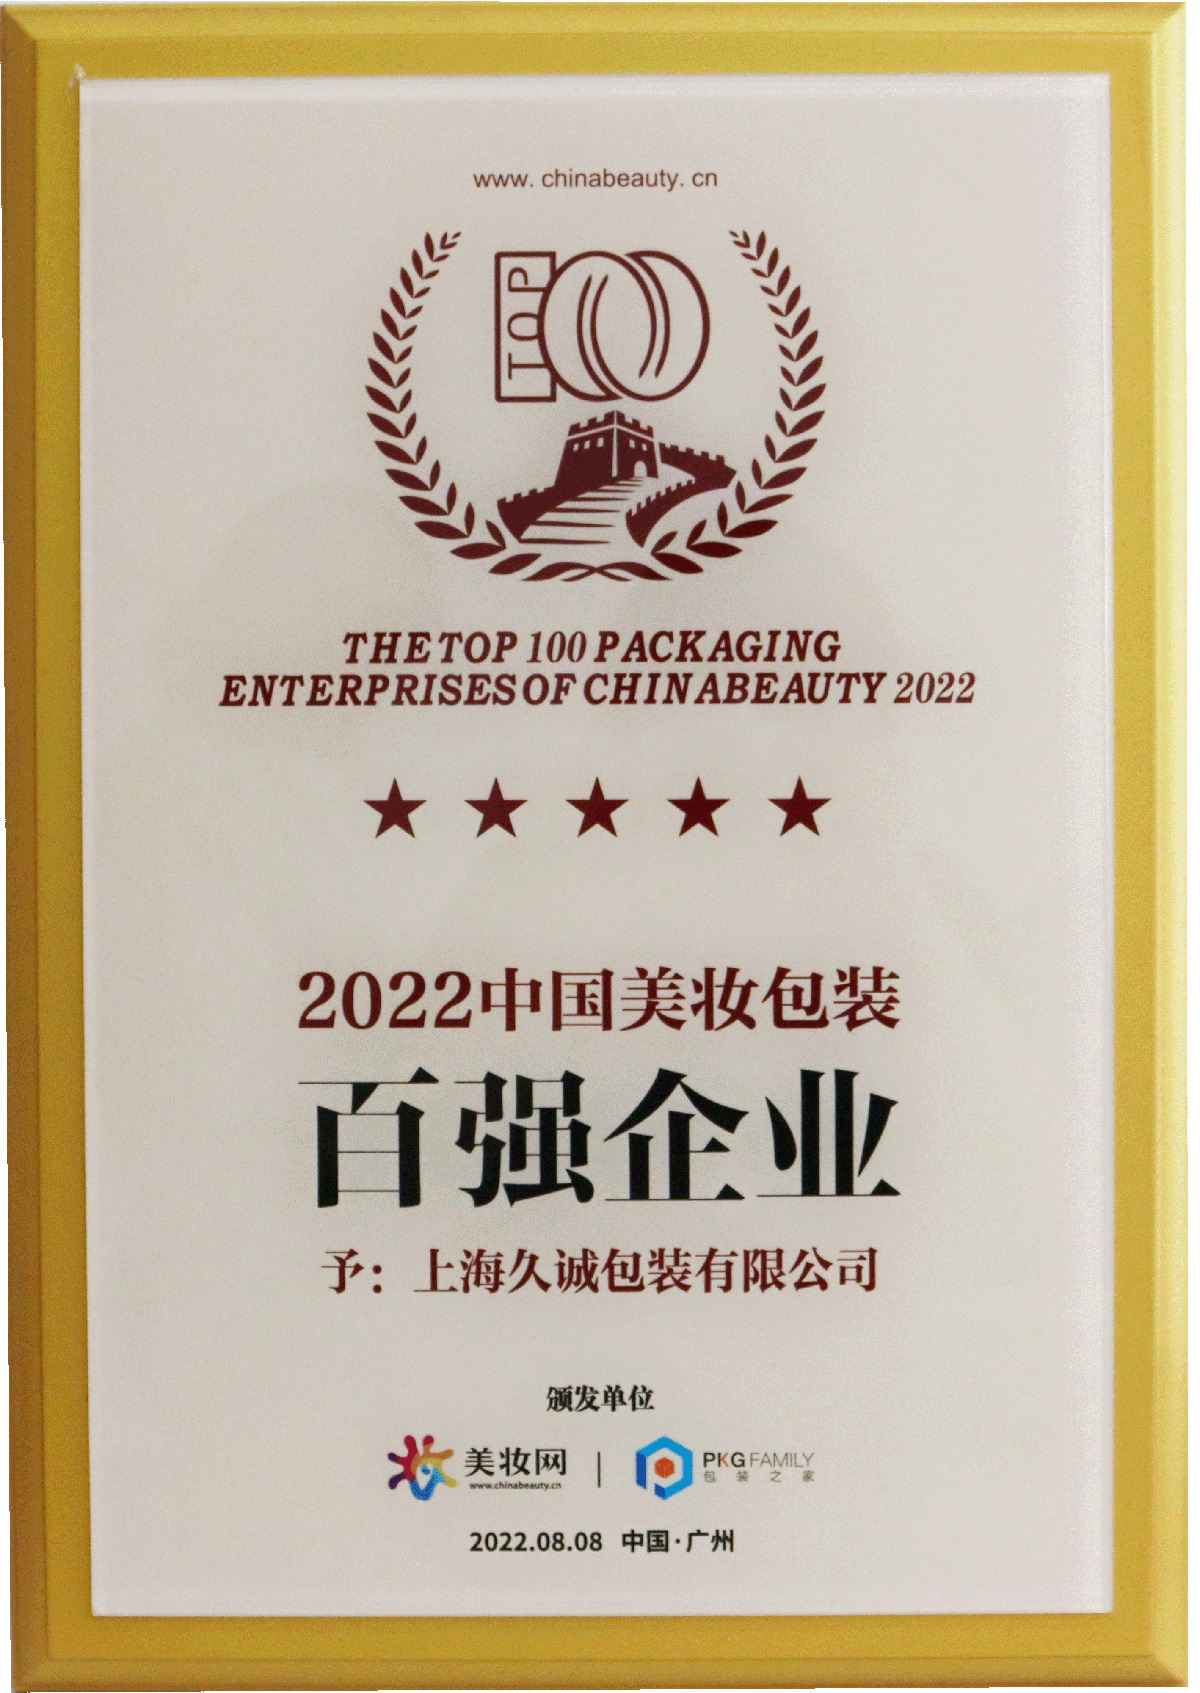 www. chinabeauty. cn
TOP 100
THE TOP 100 PACKAGING
ENTERPRISES OF CHINABEAUTY 2022
2022中国美妆包装
百强企业
予：上海久诚包装有限公司
颁发单位
美妆网 | PKG FAMILY
www.chinabeauty.cn 包装之家
2022.08.08 中国·广州